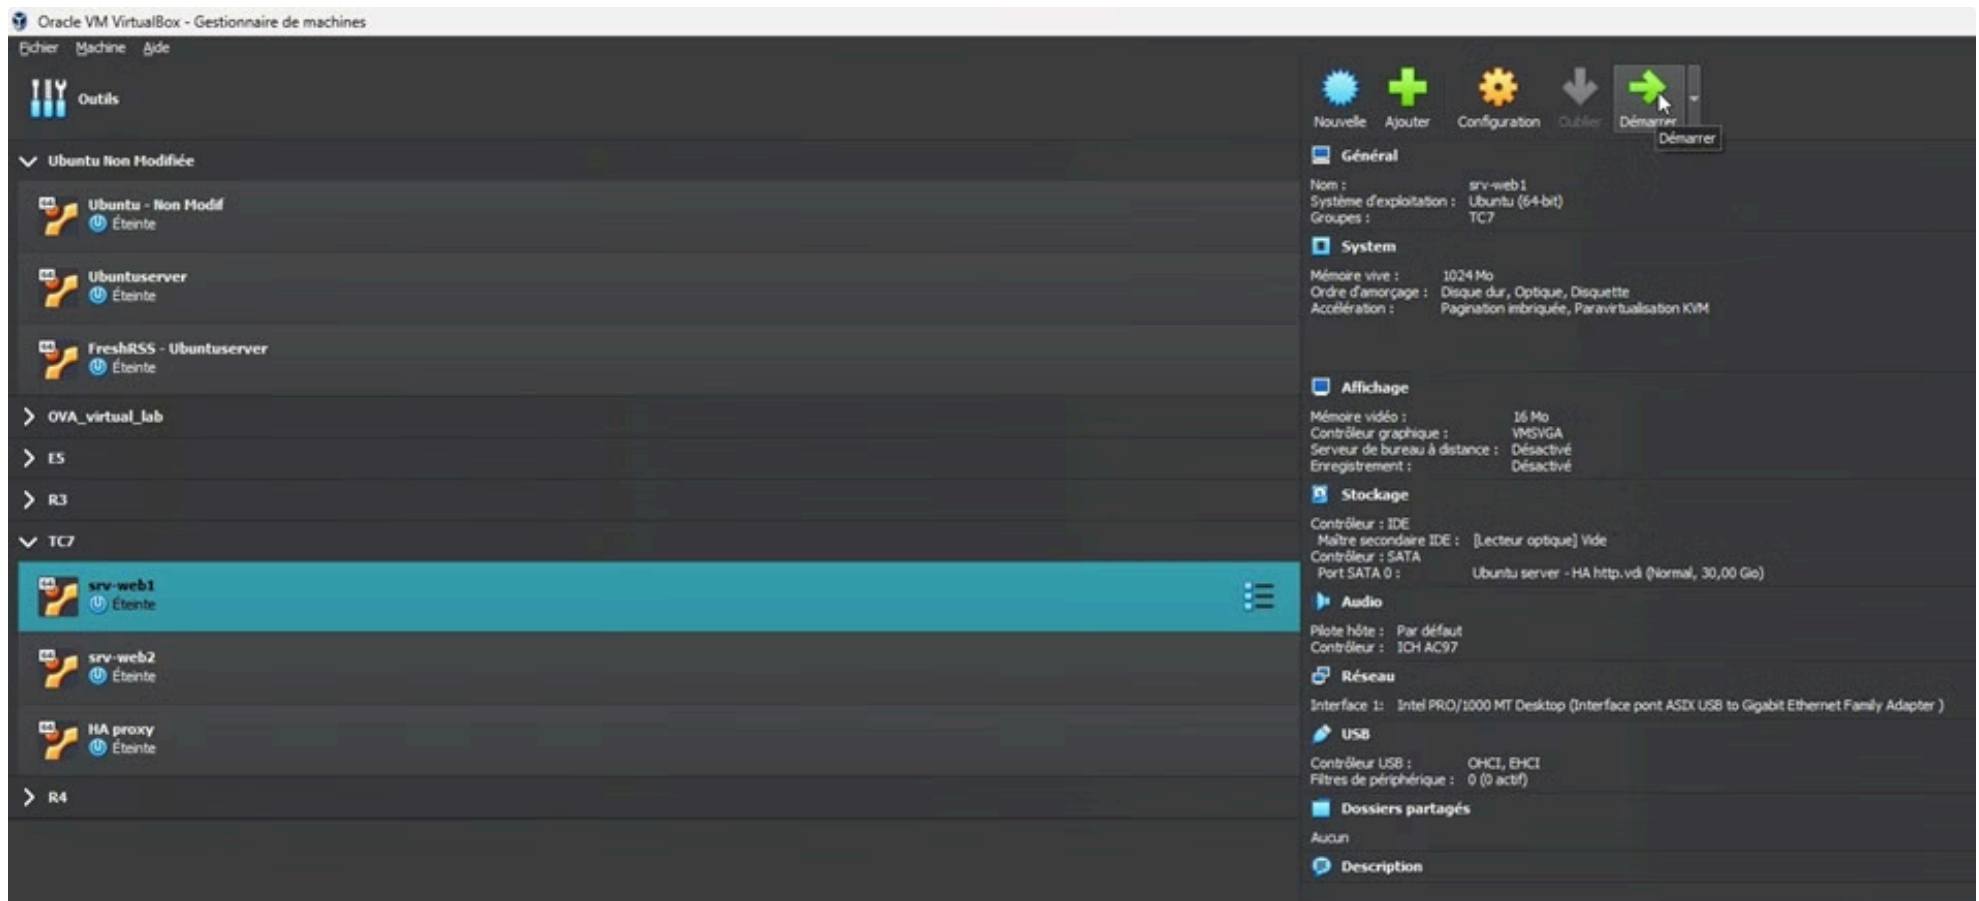 Oracle VM VirtualBox - Gestionnaire de machines
Fichier Machine Aide
Outils
Nouvelle Ajouter Configuration Oublier Démarrer
Démarrer
Ubuntu Non Modifiée
64 Ubuntu - Non Modif
Éteinte
64 Ubuntuserver
Éteinte
64 FreshRSS - Ubuntuserver
Éteinte
OVA_virtual_lab
E5
R3
TC7
64 srv-web1
Éteinte
64 srv-web2
Éteinte
64 HA proxy
Éteinte
R4
Général
Nom : srv-web1
Système d'exploitation : Ubuntu (64-bit)
Groupes : TC7
System
Mémoire vive : 1024 Mo
Ordre d'amorçage : Disque dur, Optique, Disquette
Accélération : Pagination imbriquée, Paravirtualisation KVM
Affichage
Mémoire vidéo : 16 Mo
Contrôleur graphique : VMSVGA
Serveur de bureau à distance : Désactivé
Enregistrement : Désactivé
Stockage
Contrôleur : IDE
Maître secondaire IDE : [Lecteur optique] Vide
Contrôleur : SATA
Port SATA 0 : Ubuntu server - HA http.vdi (Normal, 30,00 Gio)
Audio
Pilote hôte : Par défaut
Contrôleur : ICH AC97
Réseau
Interface 1: Intel PRO/1000 MT Desktop (Interface pont ASIX USB to Gigabit Ethernet Family Adapter )
USB
Contrôleur USB : OHCI, EHCI
Filtres de périphérique : 0 (0 actif)
Dossiers partagés
Aucun
Description